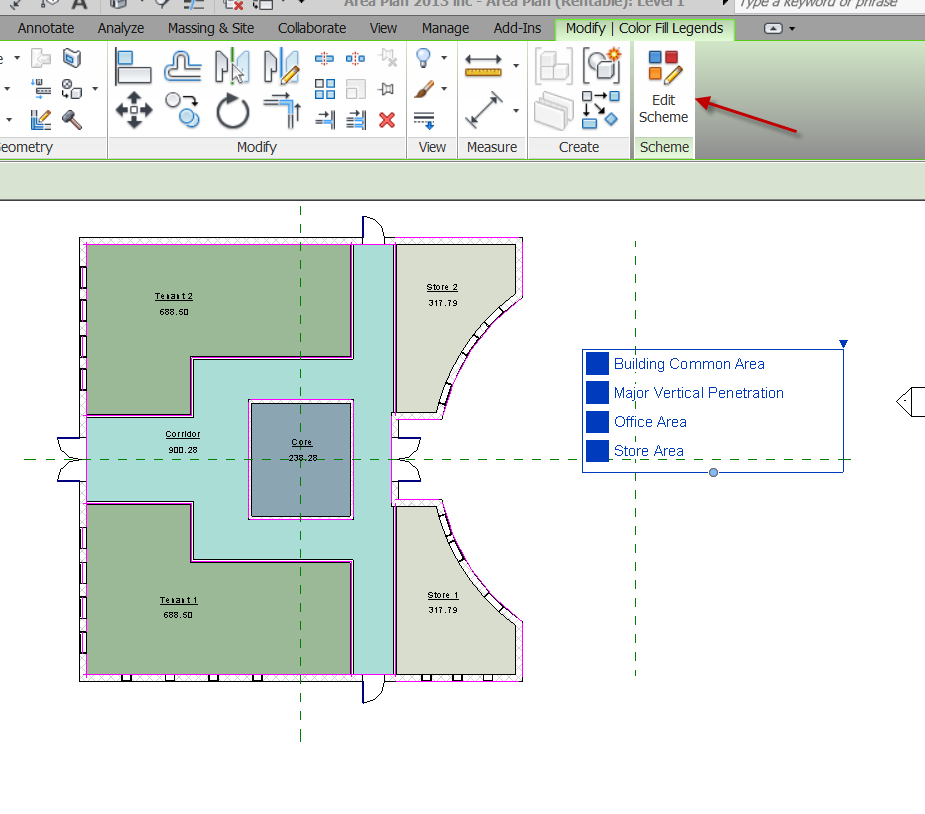 Area Plan 2013 inc - Area Plan (Rentable): Level 1
Type a keyword or phrase
Annotate Analyze Massing & Site Collaborate View Manage Add-Ins Modify | Color Fill Legends
Edit
Scheme
Modify View Measure Create Scheme
Tenant 2
688.50
Store 2
317.79
Building Common Area
Major Vertical Penetration
Office Area
Store Area
Corridor
900.28
Core
238.28
Tenant 1
688.50
Store 1
317.79